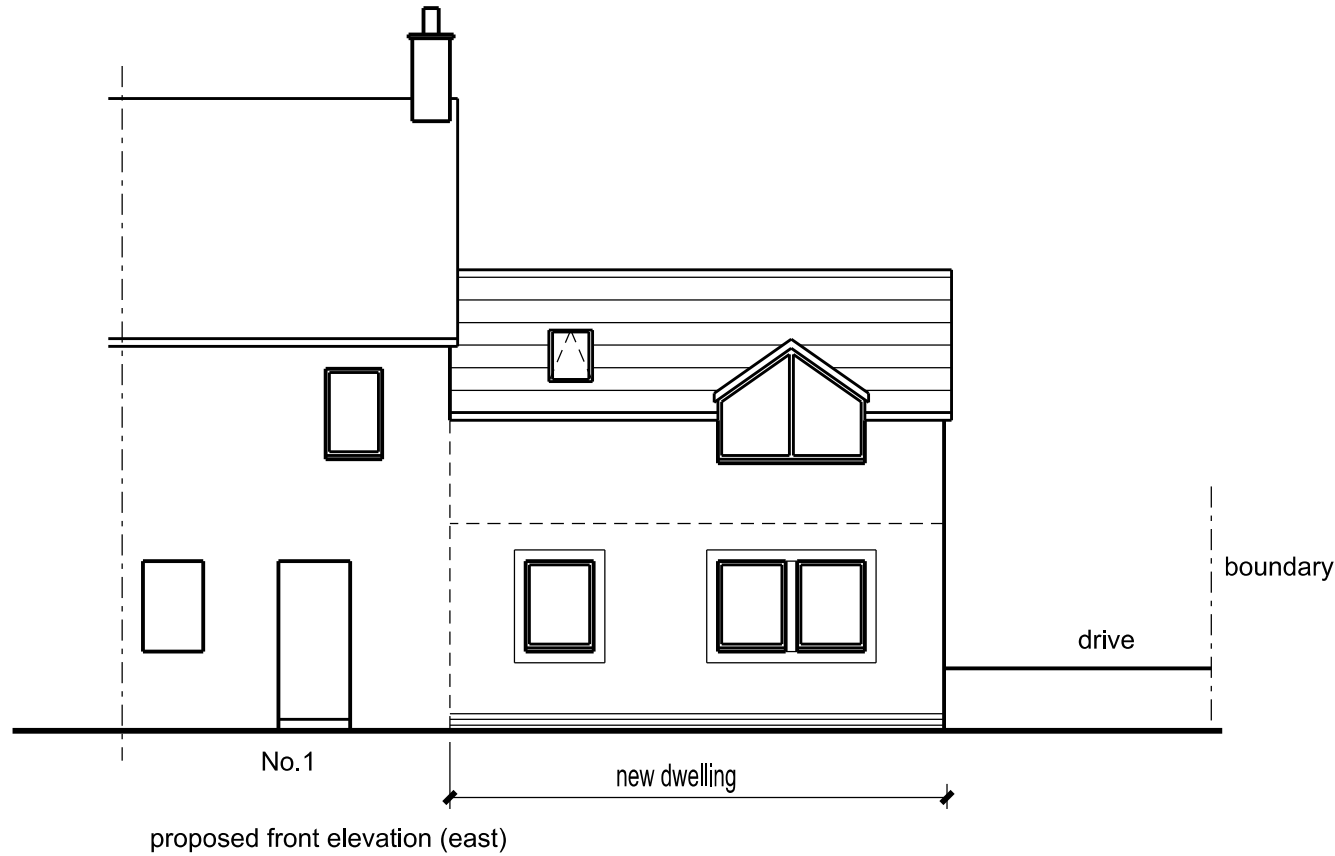 boundary
drive
No.1
new dwelling
proposed front elevation (east)